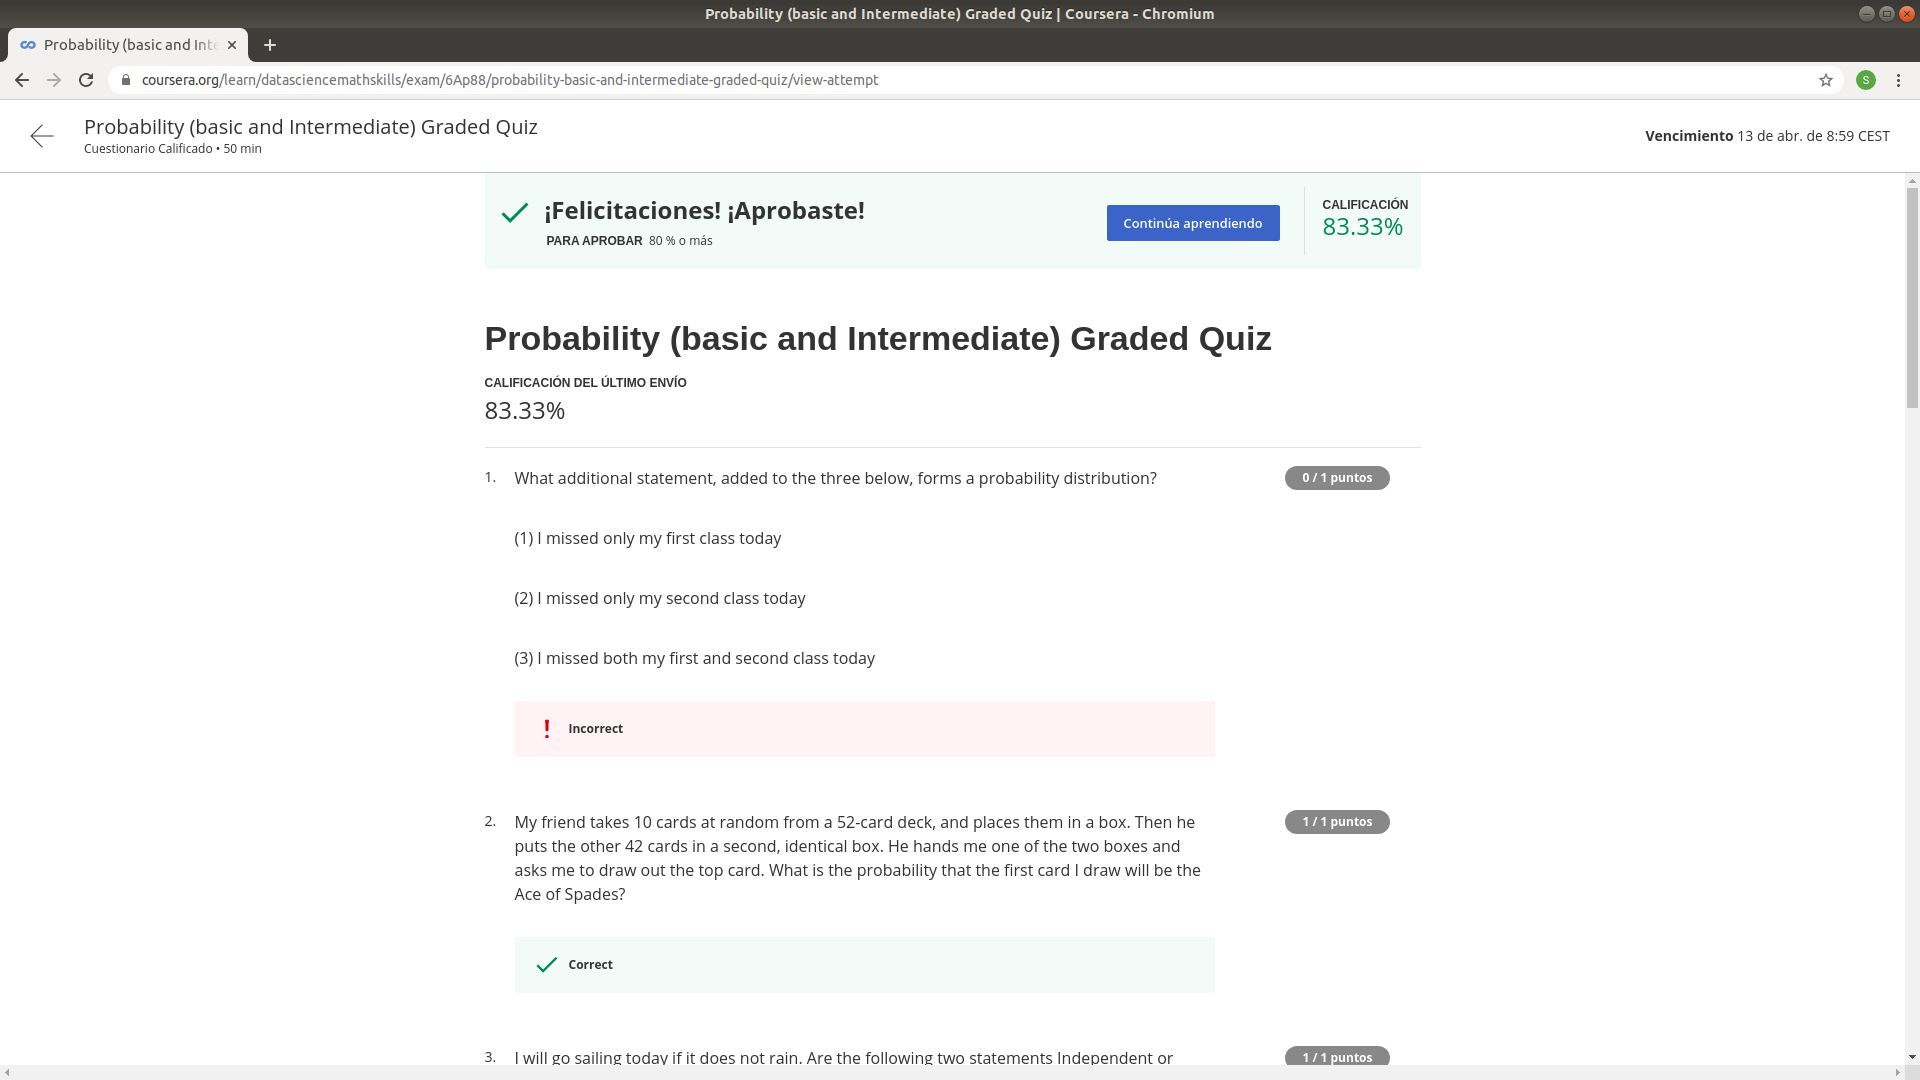 Probability (basic and Intermediate) Graded Quiz | Coursera - Chromium
Probability (basic and Inte
coursera.org/learn/datasciencemathskills/exam/6Ap88/probability-basic-and-intermediate-graded-quiz/view-attempt
S
Probability (basic and Intermediate) Graded Quiz
Cuestionario Calificado • 50 min
Vencimiento 13 de abr. de 8:59 CEST
¡Felicitaciones! ¡Aprobaste!
PARA APROBAR 80 % o más
Continúa aprendiendo
CALIFICACIÓN
83.33%
Probability (basic and Intermediate) Graded Quiz
CALIFICACIÓN DEL ÚLTIMO ENVÍO
83.33%
1. What additional statement, added to the three below, forms a probability distribution?
0 / 1 puntos
(1) I missed only my first class today
(2) I missed only my second class today
(3) I missed both my first and second class today
Incorrect
2. My friend takes 10 cards at random from a 52-card deck, and places them in a box. Then he
puts the other 42 cards in a second, identical box. He hands me one of the two boxes and
asks me to draw out the top card. What is the probability that the first card I draw will be the
Ace of Spades?
1 / 1 puntos
Correct
3. I will go sailing today if it does not rain. Are the following two statements Independent or
1 / 1 puntos